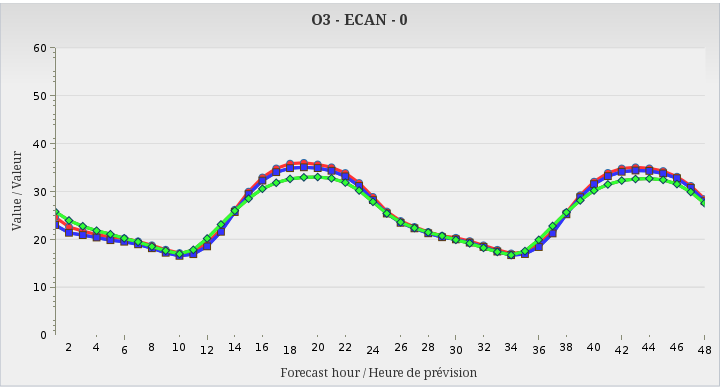 O3 - ECAN - 0
60
50
40
30
20
10
0
Value / Valeur
2 4 6 8 10 12 14 16 18 20 22 24 26 28 30 32 34 36 38 40 42 44 46 48
Forecast hour / Heure de prévision